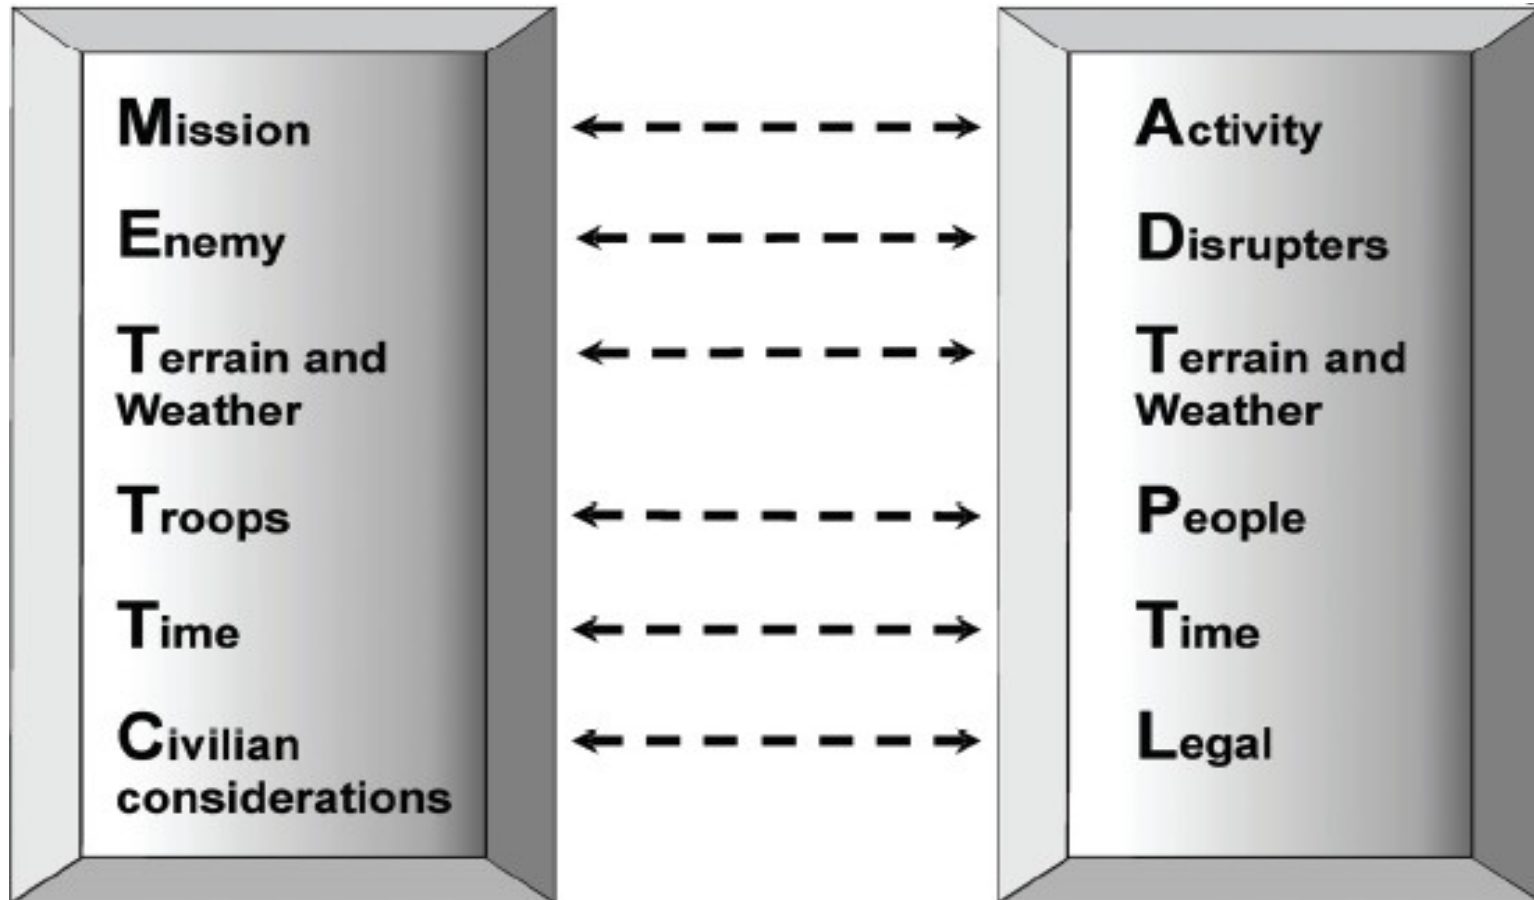 Mission
Enemy
Terrain and
Weather
Troops
Time
Civilian
considerations
Activity
Disrupters
Terrain and
Weather
People
Time
Legal